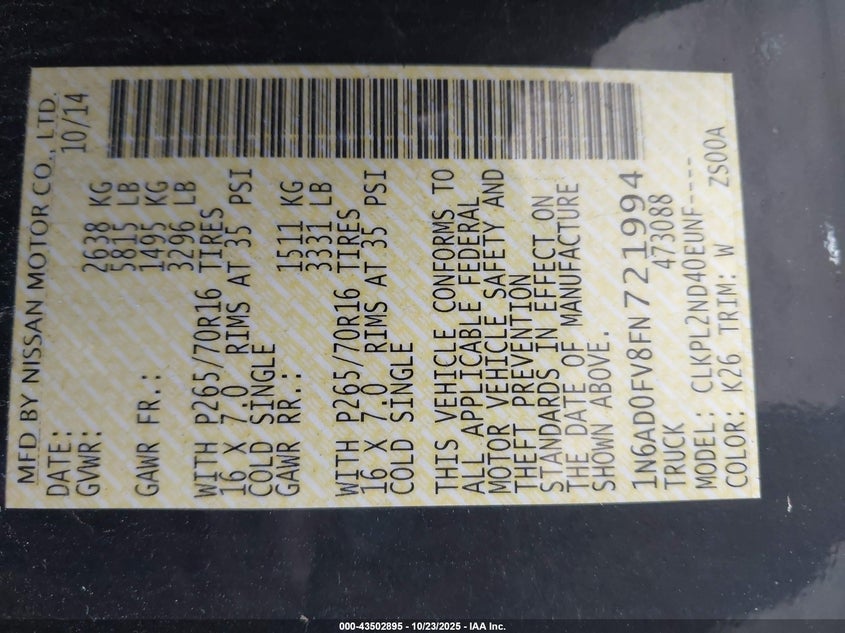 MFD BY NISSAN MOTOR CO., LTD.
DATE: 10/14
GVWR: 2638 KG
5815 LB
GAWR FR.: 1495 KG
3296 LB
WITH P265/70R16 TIRES
16 X 7.0 RIMS AT 35 PSI
COLD SINGLE
GAWR RR.: 1511 KG
3331 LB
WITH P265/70R16 TIRES
16 X 7.0 RIMS AT 35 PSI
COLD SINGLE
THIS VEHICLE CONFORMS TO
ALL APPLICABLE FEDERAL
MOTOR VEHICLE SAFETY AND
THEFT PREVENTION
STANDARDS IN EFFECT ON
THE DATE OF MANUFACTURE
SHOWN ABOVE.
1N6AD0FV8FN721994
TRUCK 473088
MODEL: CLKPL2ND40EUNF----
COLOR: K26 TRIM: W ZS00A
000-43502895 - 10/23/2025 - IAA Inc.